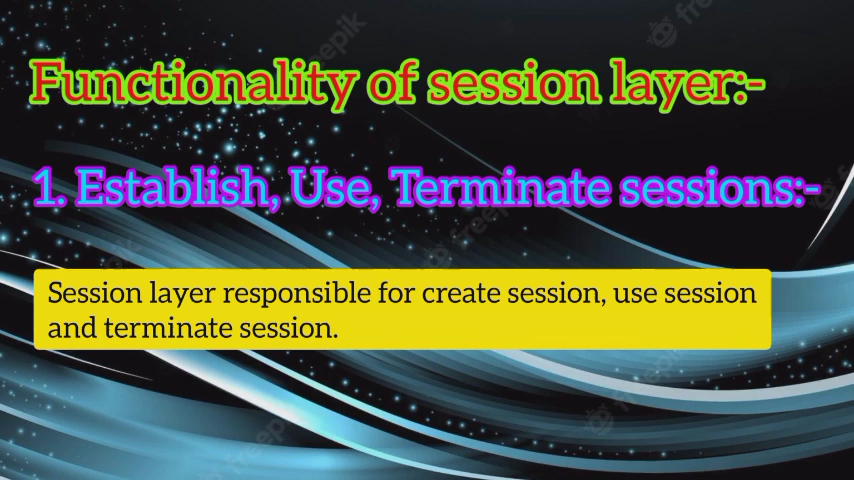 Functionality of session layer:-
1. Establish, Use, Terminate sessions:-
Session layer responsible for create session, use session
and terminate session.